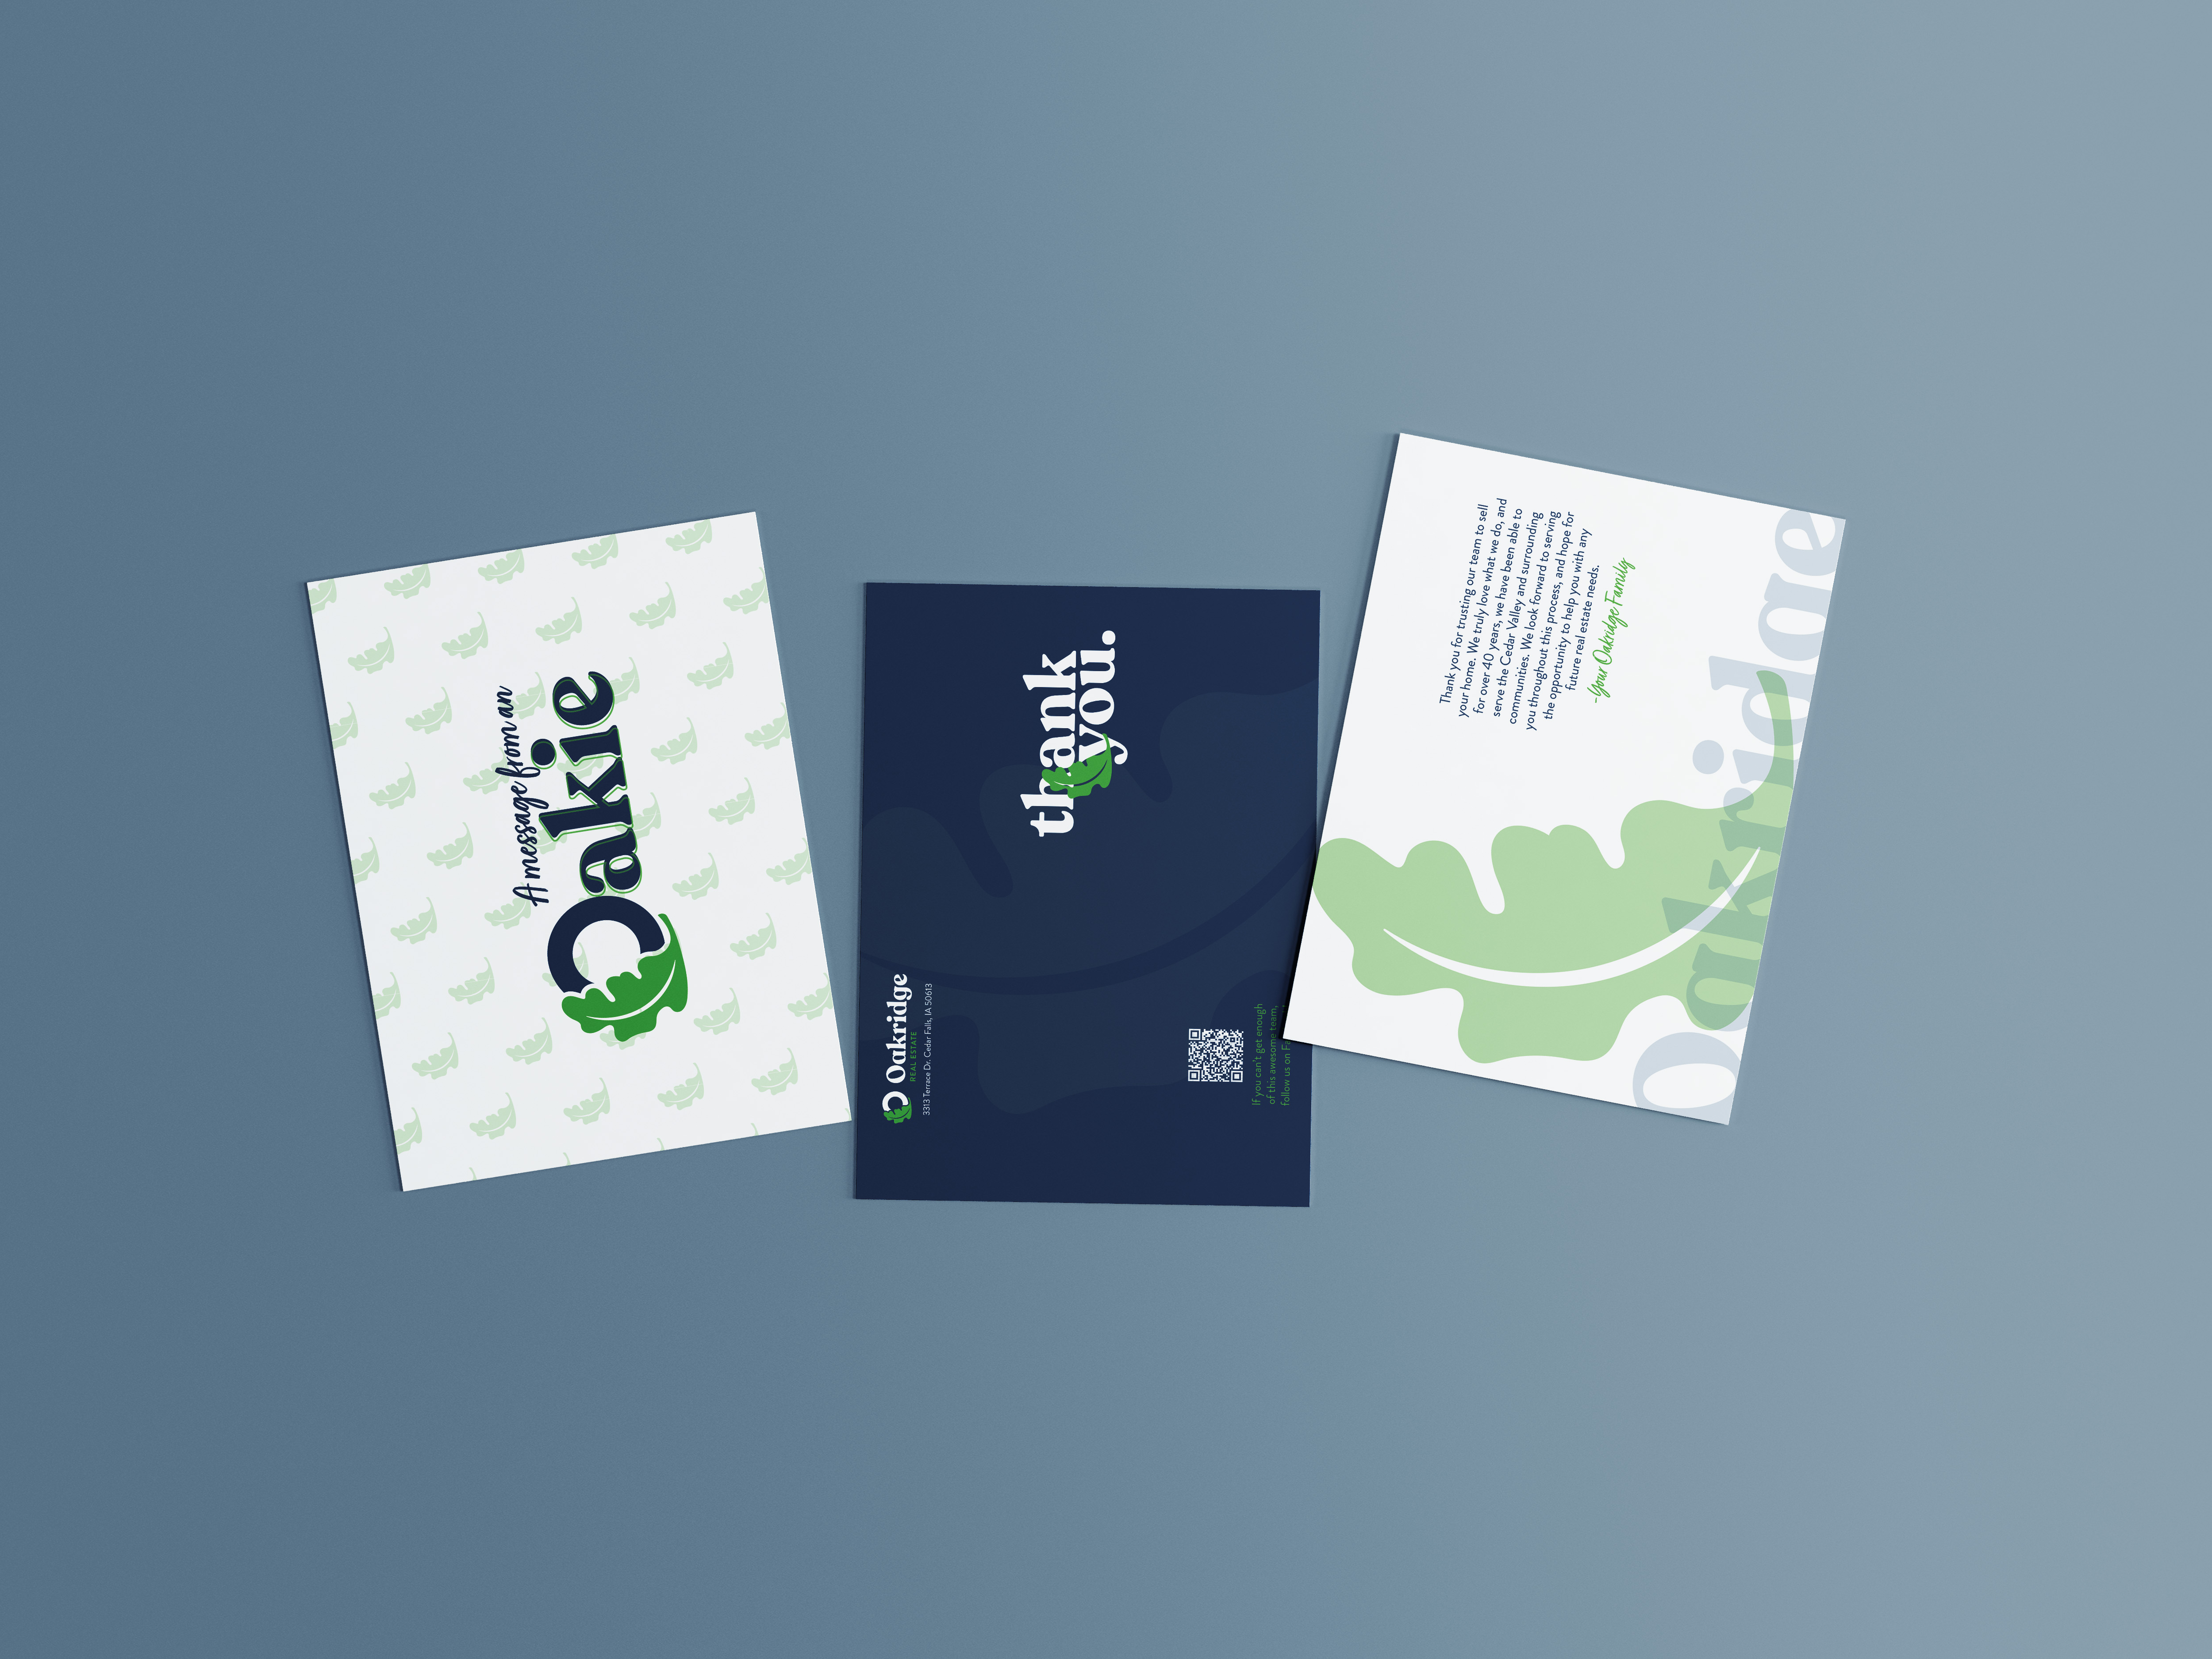 A message from an
Oakie
thank
you.
Oakridge
REAL ESTATE
3313 Terrace Dr. Cedar Falls, IA 50613
If you can't get enough
of this awesome team,
follow us on
Thank you for trusting our team to sell
your home. We truly love what we do, and
for over 40 years, we have been able to
serve the Cedar Valley and surrounding
communities. We look forward to serving
you throughout this process, and hope for
the opportunity to help you with any
future real estate needs.
-Your Oakridge Family
Oakridge